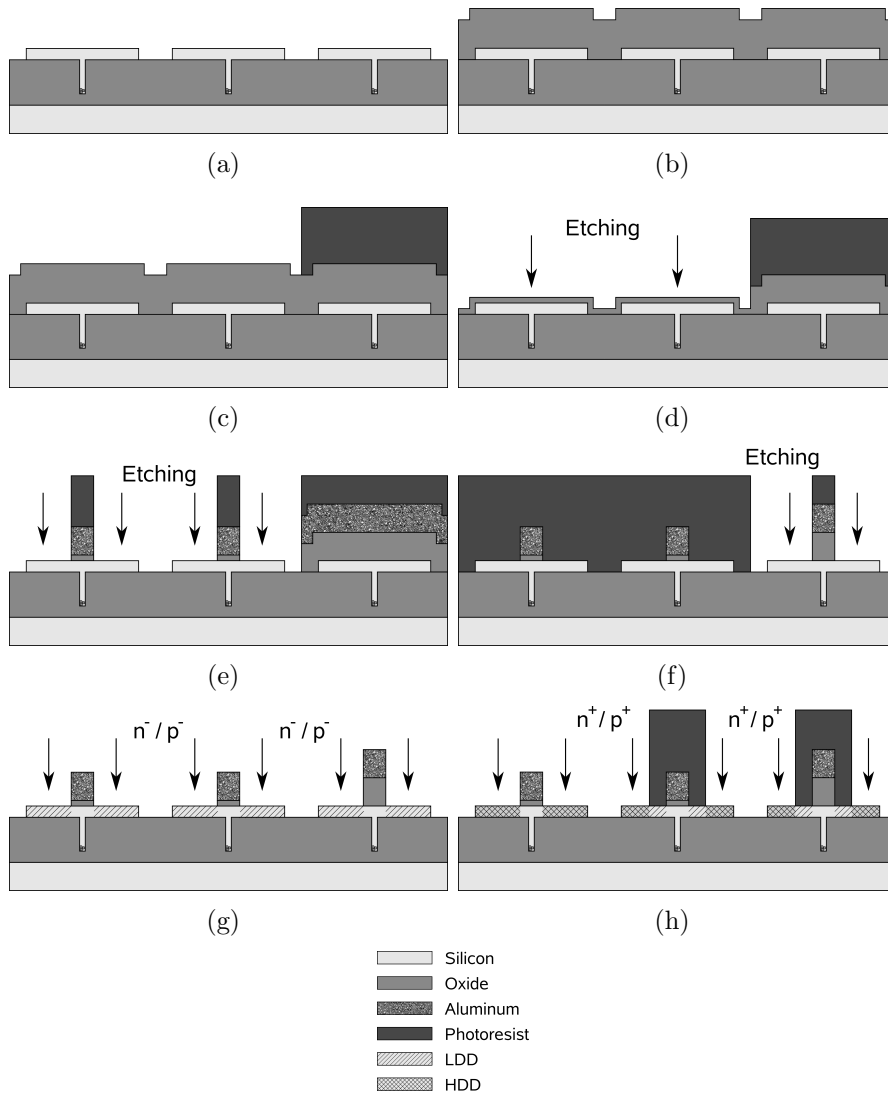 (a)
(b)
Etching
(c)
(d)
Etching
Etching
(e)
(f)
n⁻/p⁻ n⁻/p⁻
n⁺/p⁺ n⁺/p⁺
(g)
(h)
Silicon
Oxide
Aluminum
Photoresist
LDD
HDD